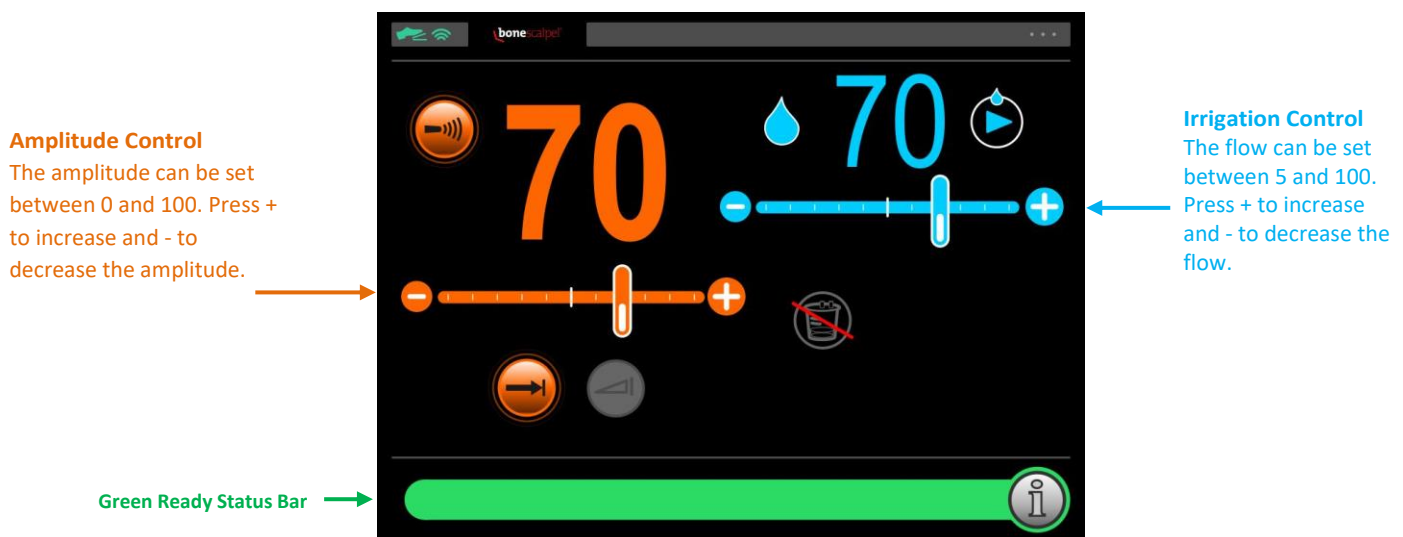 bonescalpel
Amplitude Control
The amplitude can be set
between 0 and 100. Press +
to increase and - to
decrease the amplitude.
70
70
Irrigation Control
The flow can be set
between 5 and 100.
Press + to increase
and - to decrease the
flow.
Green Ready Status Bar
i